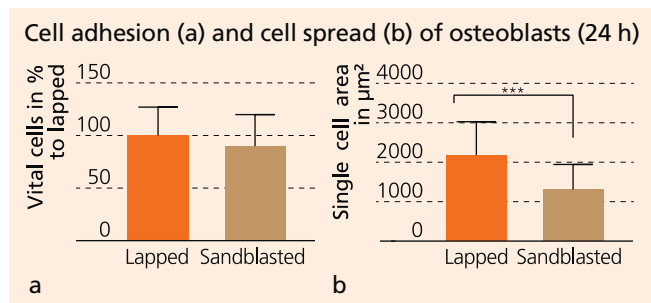 Cell adhesion (a) and cell spread (b) of osteoblasts (24 h)
Vital cells in %
to lapped
150
100
50
0
Lapped Sandblasted
a
Single cell area
in µm²
4000
3000
2000
1000
0
***
Lapped Sandblasted
b